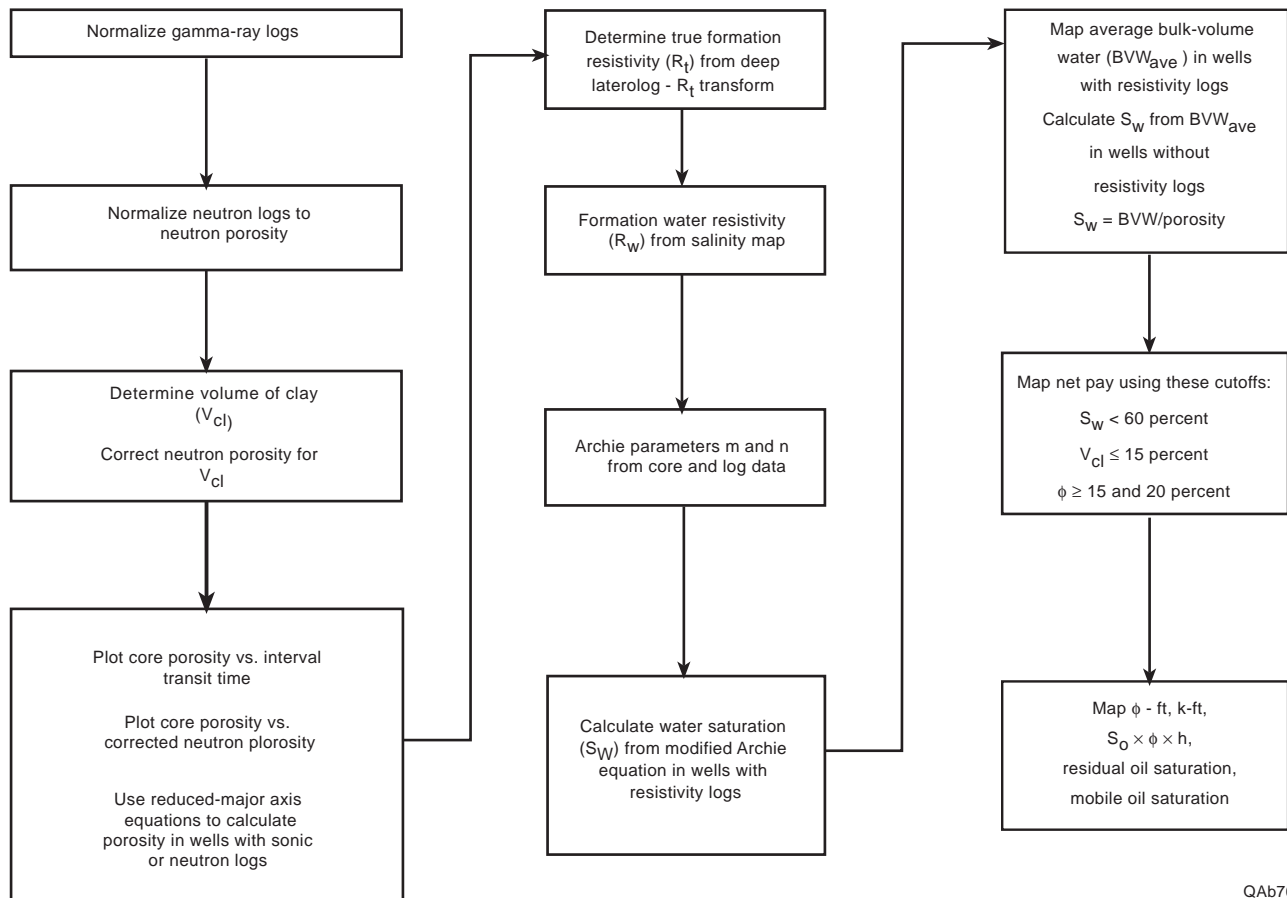 Normalize gamma-ray logs
Normalize neutron logs to
neutron porosity
Determine volume of clay
(Vcl)
Correct neutron porosity for
Vcl
Plot core porosity vs. interval
transit time
Plot core porosity vs.
corrected neutron plorosity
Use reduced-major axis
equations to calculate
porosity in wells with sonic
or neutron logs
Determine true formation
resistivity (Rt) from deep
laterolog - Rt transform
Formation water resistivity
(Rw) from salinity map
Archie parameters m and n
from core and log data
Calculate water saturation
(SW) from modified Archie
equation in wells with
resistivity logs
Map average bulk-volume
water (BVWave ) in wells
with resistivity logs
Calculate Sw from BVWave
in wells without
resistivity logs
Sw = BVW/porosity
Map net pay using these cutoffs:
Sw < 60 percent
Vcl ≤ 15 percent
ϕ ≥ 15 and 20 percent
Map ϕ - ft, k-ft,
So × ϕ × h,
residual oil saturation,
mobile oil saturation